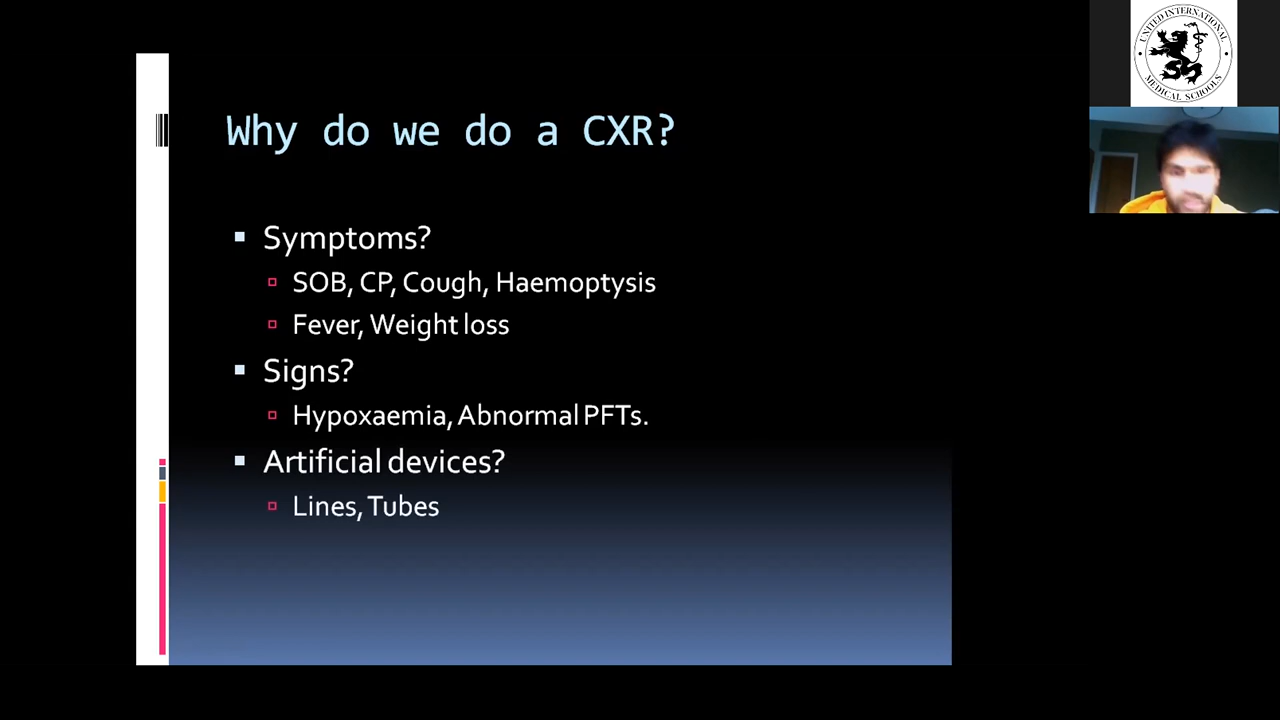 UNITED INTERNATIONAL
MEDICAL SCHOOLS
Why do we do a CXR?
Symptoms?
SOB, CP, Cough, Haemoptysis
Fever, Weight loss
Signs?
Hypoxaemia, Abnormal PFTs.
Artificial devices?
Lines, Tubes